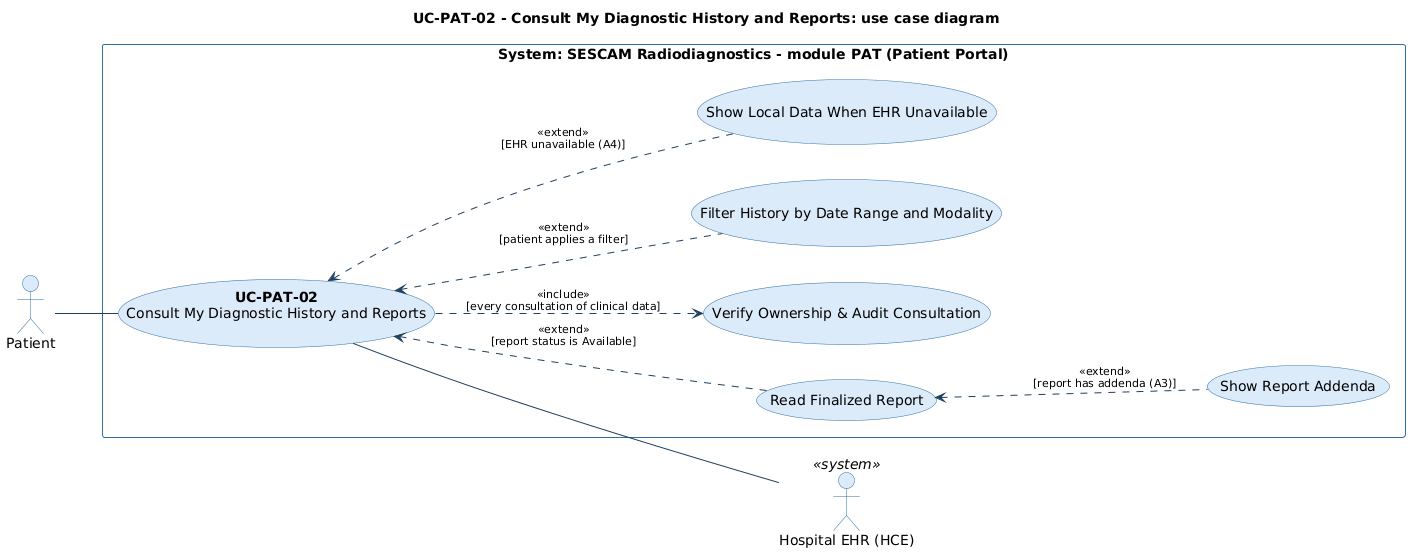 UC-PAT-02 - Consult My Diagnostic History and Reports: use case diagram
System: SESCAM Radiodiagnostics - module PAT (Patient Portal)
Show Local Data When EHR Unavailable
«extend»
[EHR unavailable (A4)]
Filter History by Date Range and Modality
«extend»
[patient applies a filter]
Patient
UC-PAT-02
Consult My Diagnostic History and Reports
«include»
[every consultation of clinical data]
Verify Ownership & Audit Consultation
«extend»
[report status is Available]
Read Finalized Report
«extend»
[report has addenda (A3)]
Show Report Addenda
«system»
Hospital EHR (HCE)